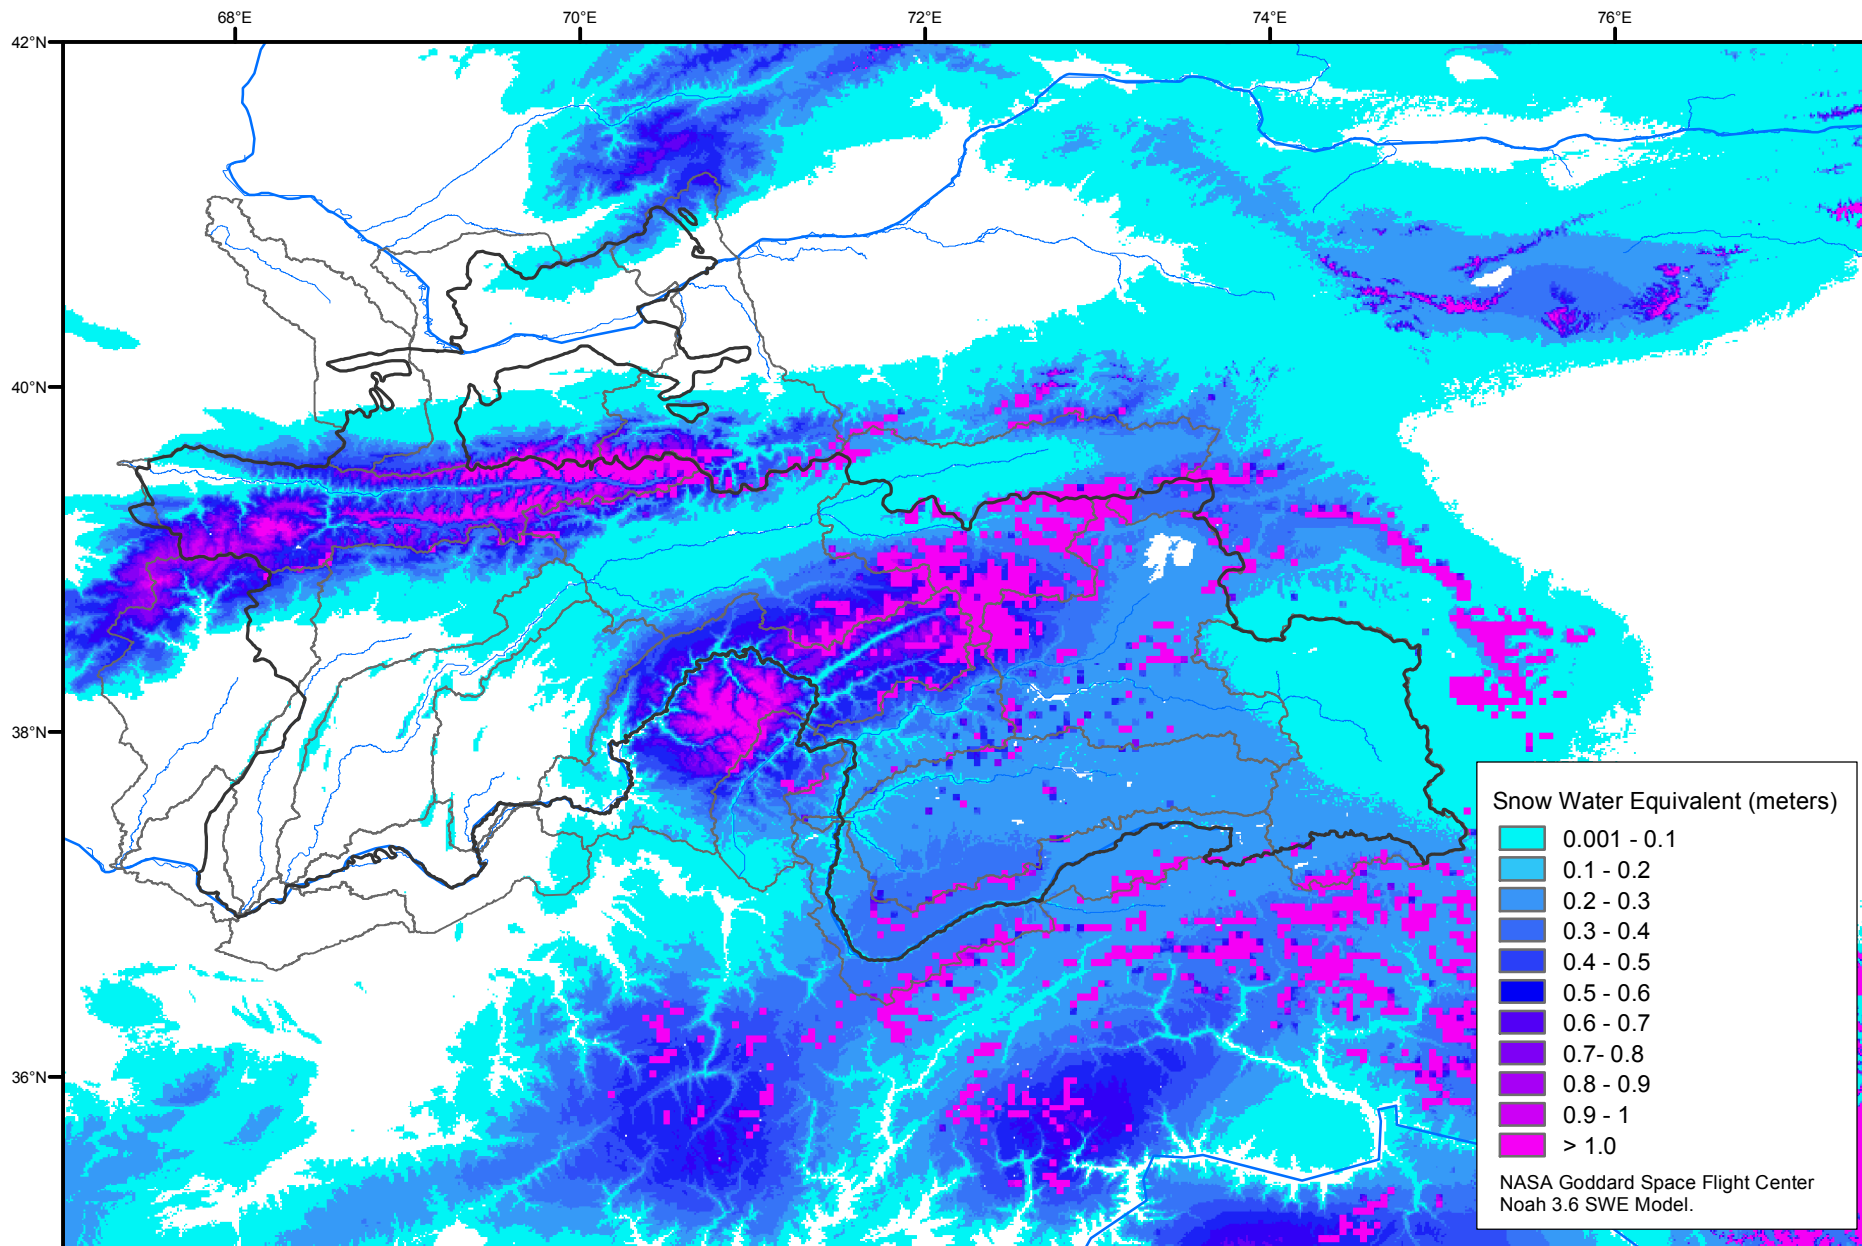 68°E 70°E 72°E 74°E 76°E
42°N
40°N
38°N
36°N
Snow Water Equivalent (meters)
0.001 - 0.1
0.1 - 0.2
0.2 - 0.3
0.3 - 0.4
0.4 - 0.5
0.5 - 0.6
0.6 - 0.7
0.7- 0.8
0.8 - 0.9
0.9 - 1
> 1.0
NASA Goddard Space Flight Center
Noah 3.6 SWE Model.